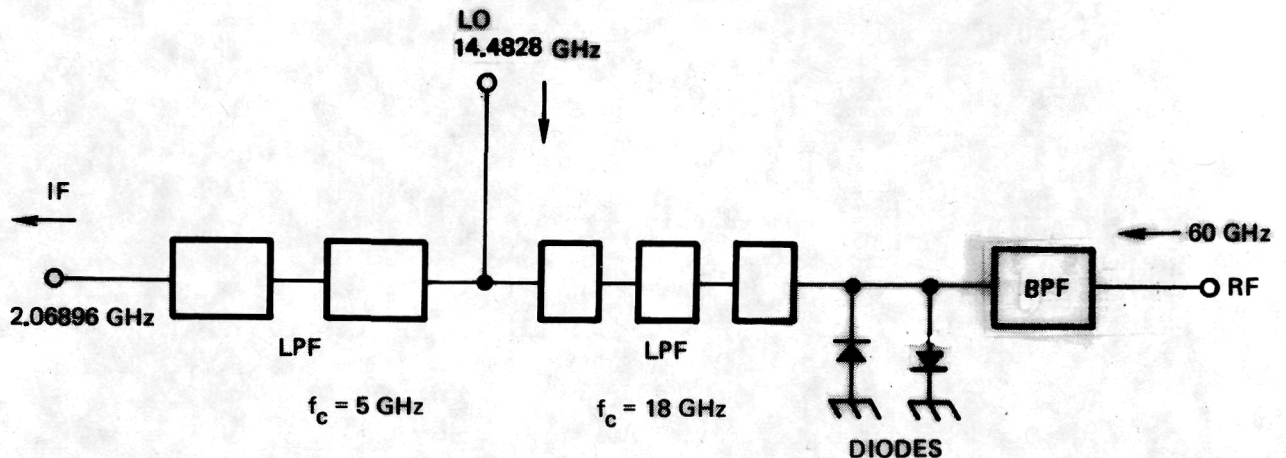 LO
14.4828 GHz
IF
2.06896 GHz
LPF
f_c = 5 GHz
LPF
f_c = 18 GHz
DIODES
BPF
60 GHz
RF